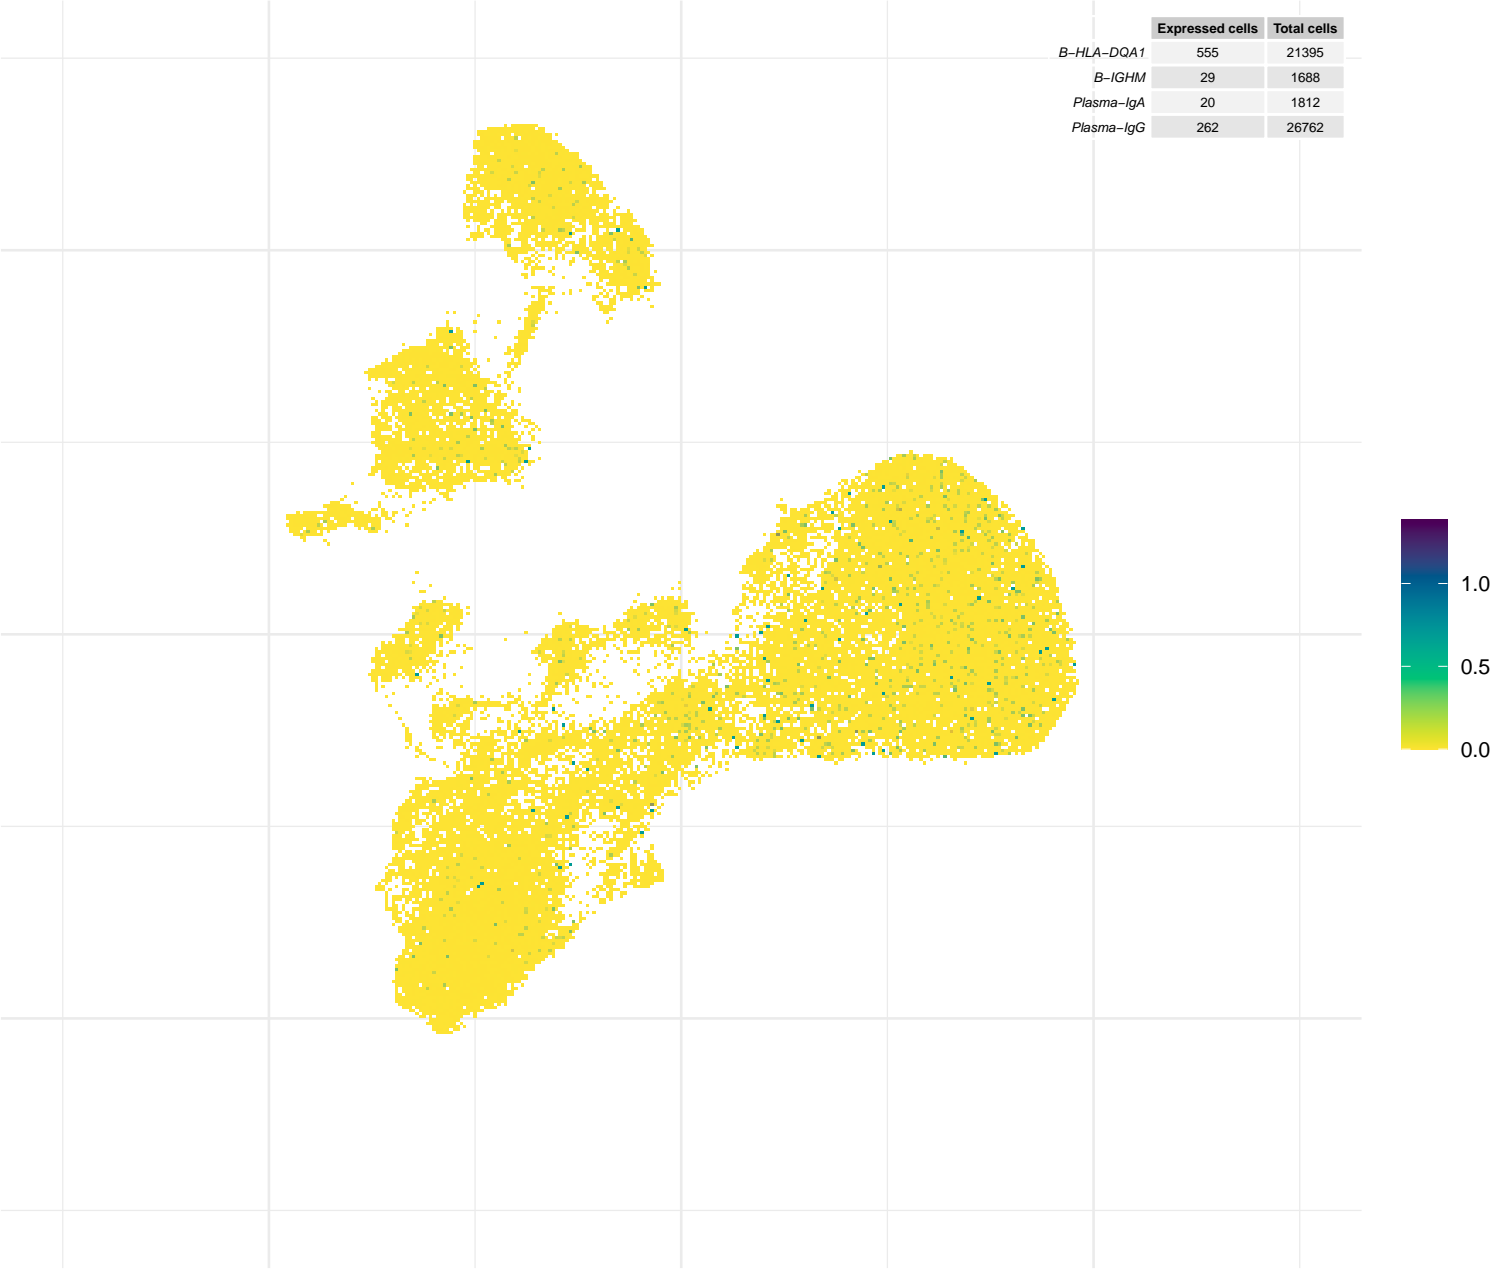 Expressed cells Total cells
B−HLA−DQA1 555 21395
B−IGHM 29 1688
Plasma−IgA 20 1812
Plasma−IgG 262 26762
1.0
0.5
0.0